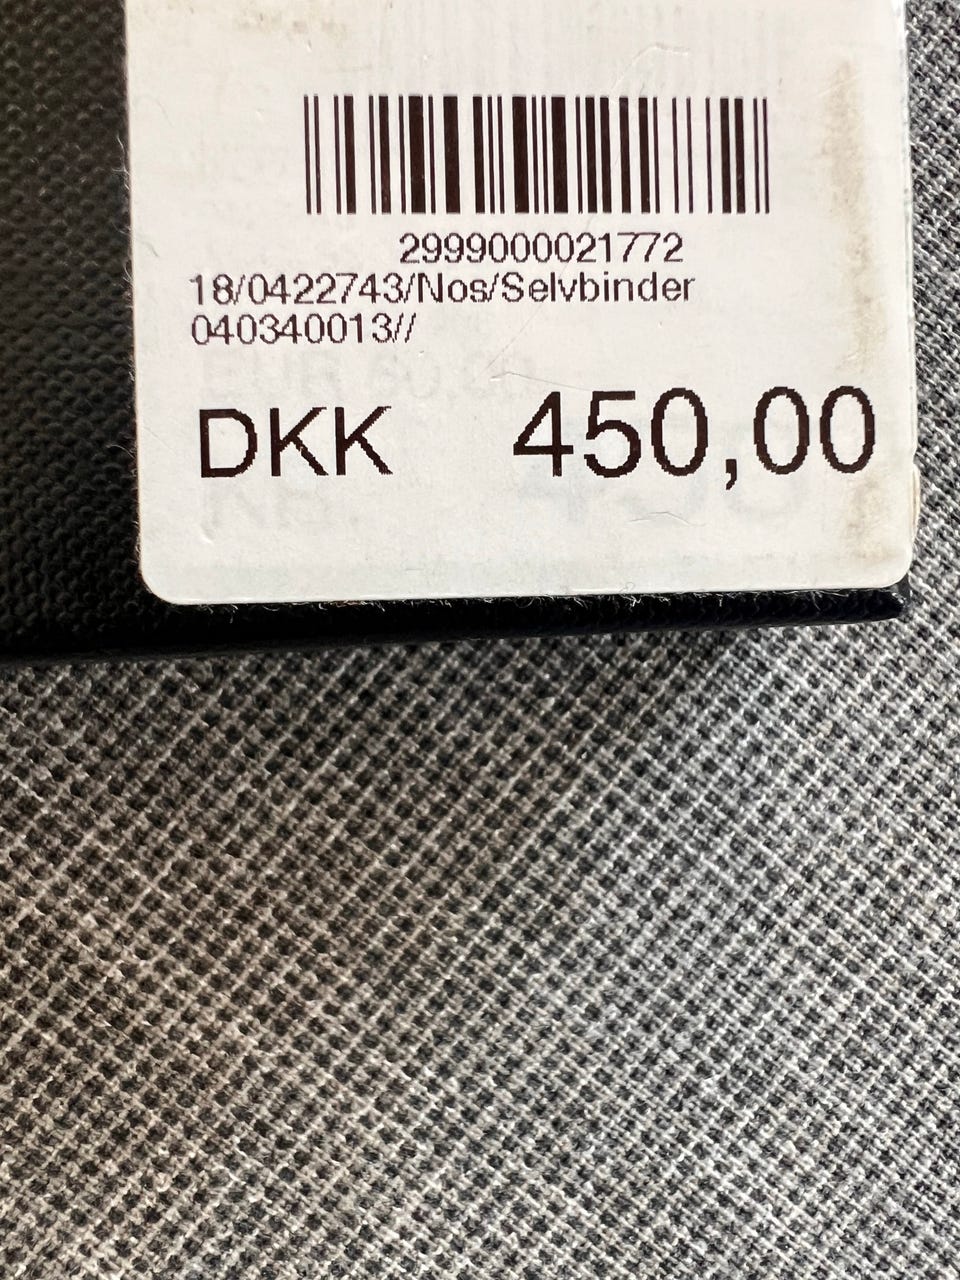 2999000021772
18/0422743/Nos/Selvbinder
040340013//
DKK 450,00